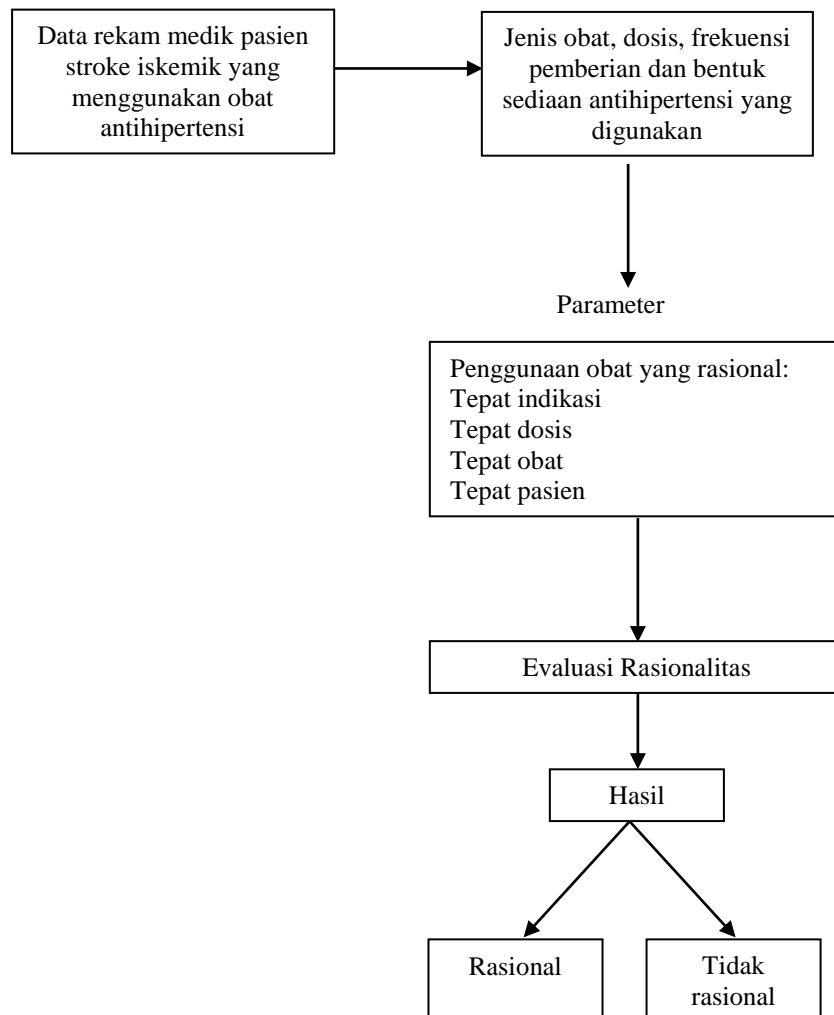 Data rekam medik pasien
stroke iskemik yang
menggunakan obat
antihipertensi
Jenis obat, dosis, frekuensi
pemberian dan bentuk
sediaan antihipertensi yang
digunakan
Parameter
Penggunaan obat yang rasional:
Tepat indikasi
Tepat dosis
Tepat obat
Tepat pasien
Evaluasi Rasionalitas
Hasil
Rasional
Tidak
rasional